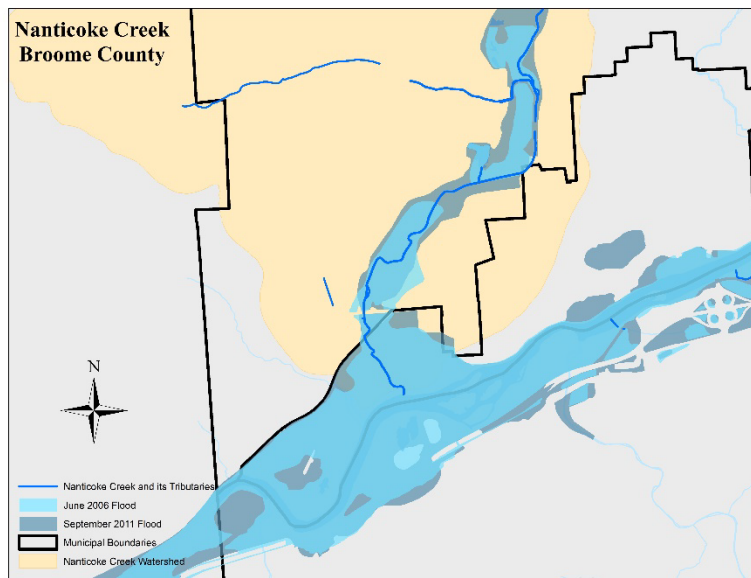 Nanticoke Creek
Broome County
N
Nanticoke Creek and its Tributaries
June 2006 Flood
September 2011 Flood
Municipal Boundaries
Nanticoke Creek Watershed